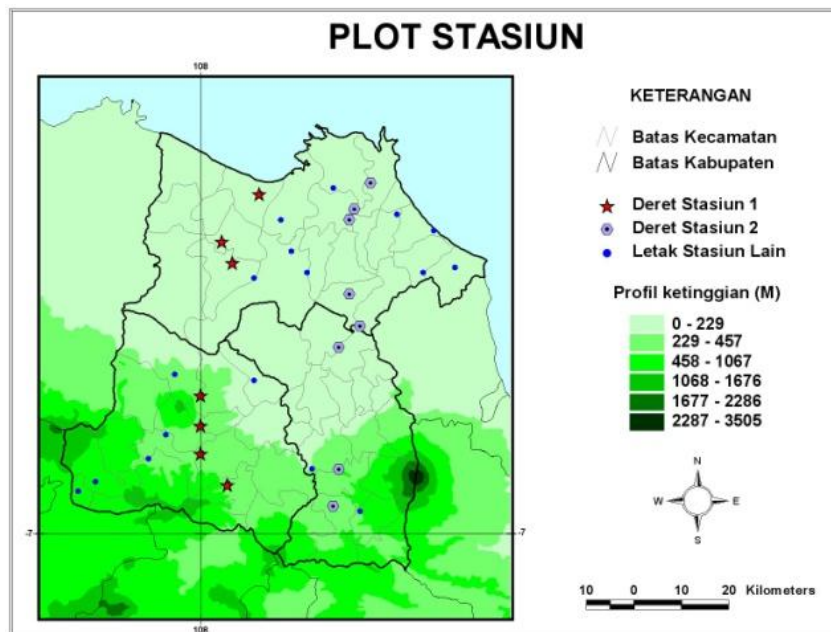 PLOT STASIUN
108
KETERANGAN
Batas Kecamatan
Batas Kabupaten
Deret Stasiun 1
Deret Stasiun 2
Letak Stasiun Lain
Profil ketinggian (M)
0 - 229
229 - 457
458 - 1067
1068 - 1676
1677 - 2286
2287 - 3505
N
W E
S
-7 -7
10 0 10 20 Kilometers